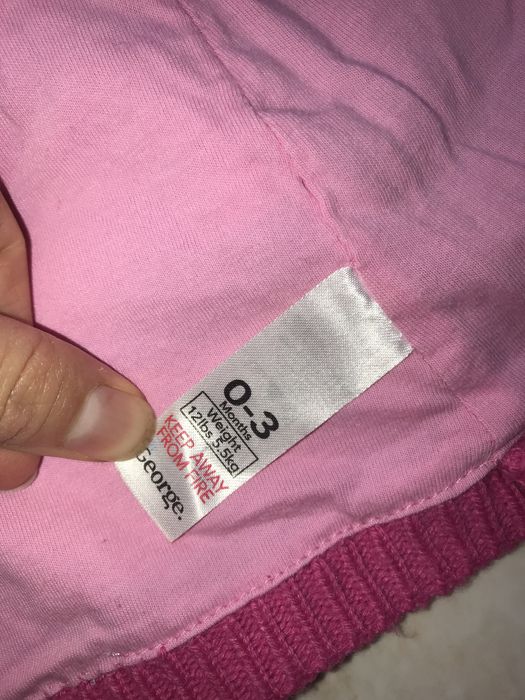 0-3
Months
Weight
12lbs 5.5kg
KEEP AWAY
FROM FIRE
George.